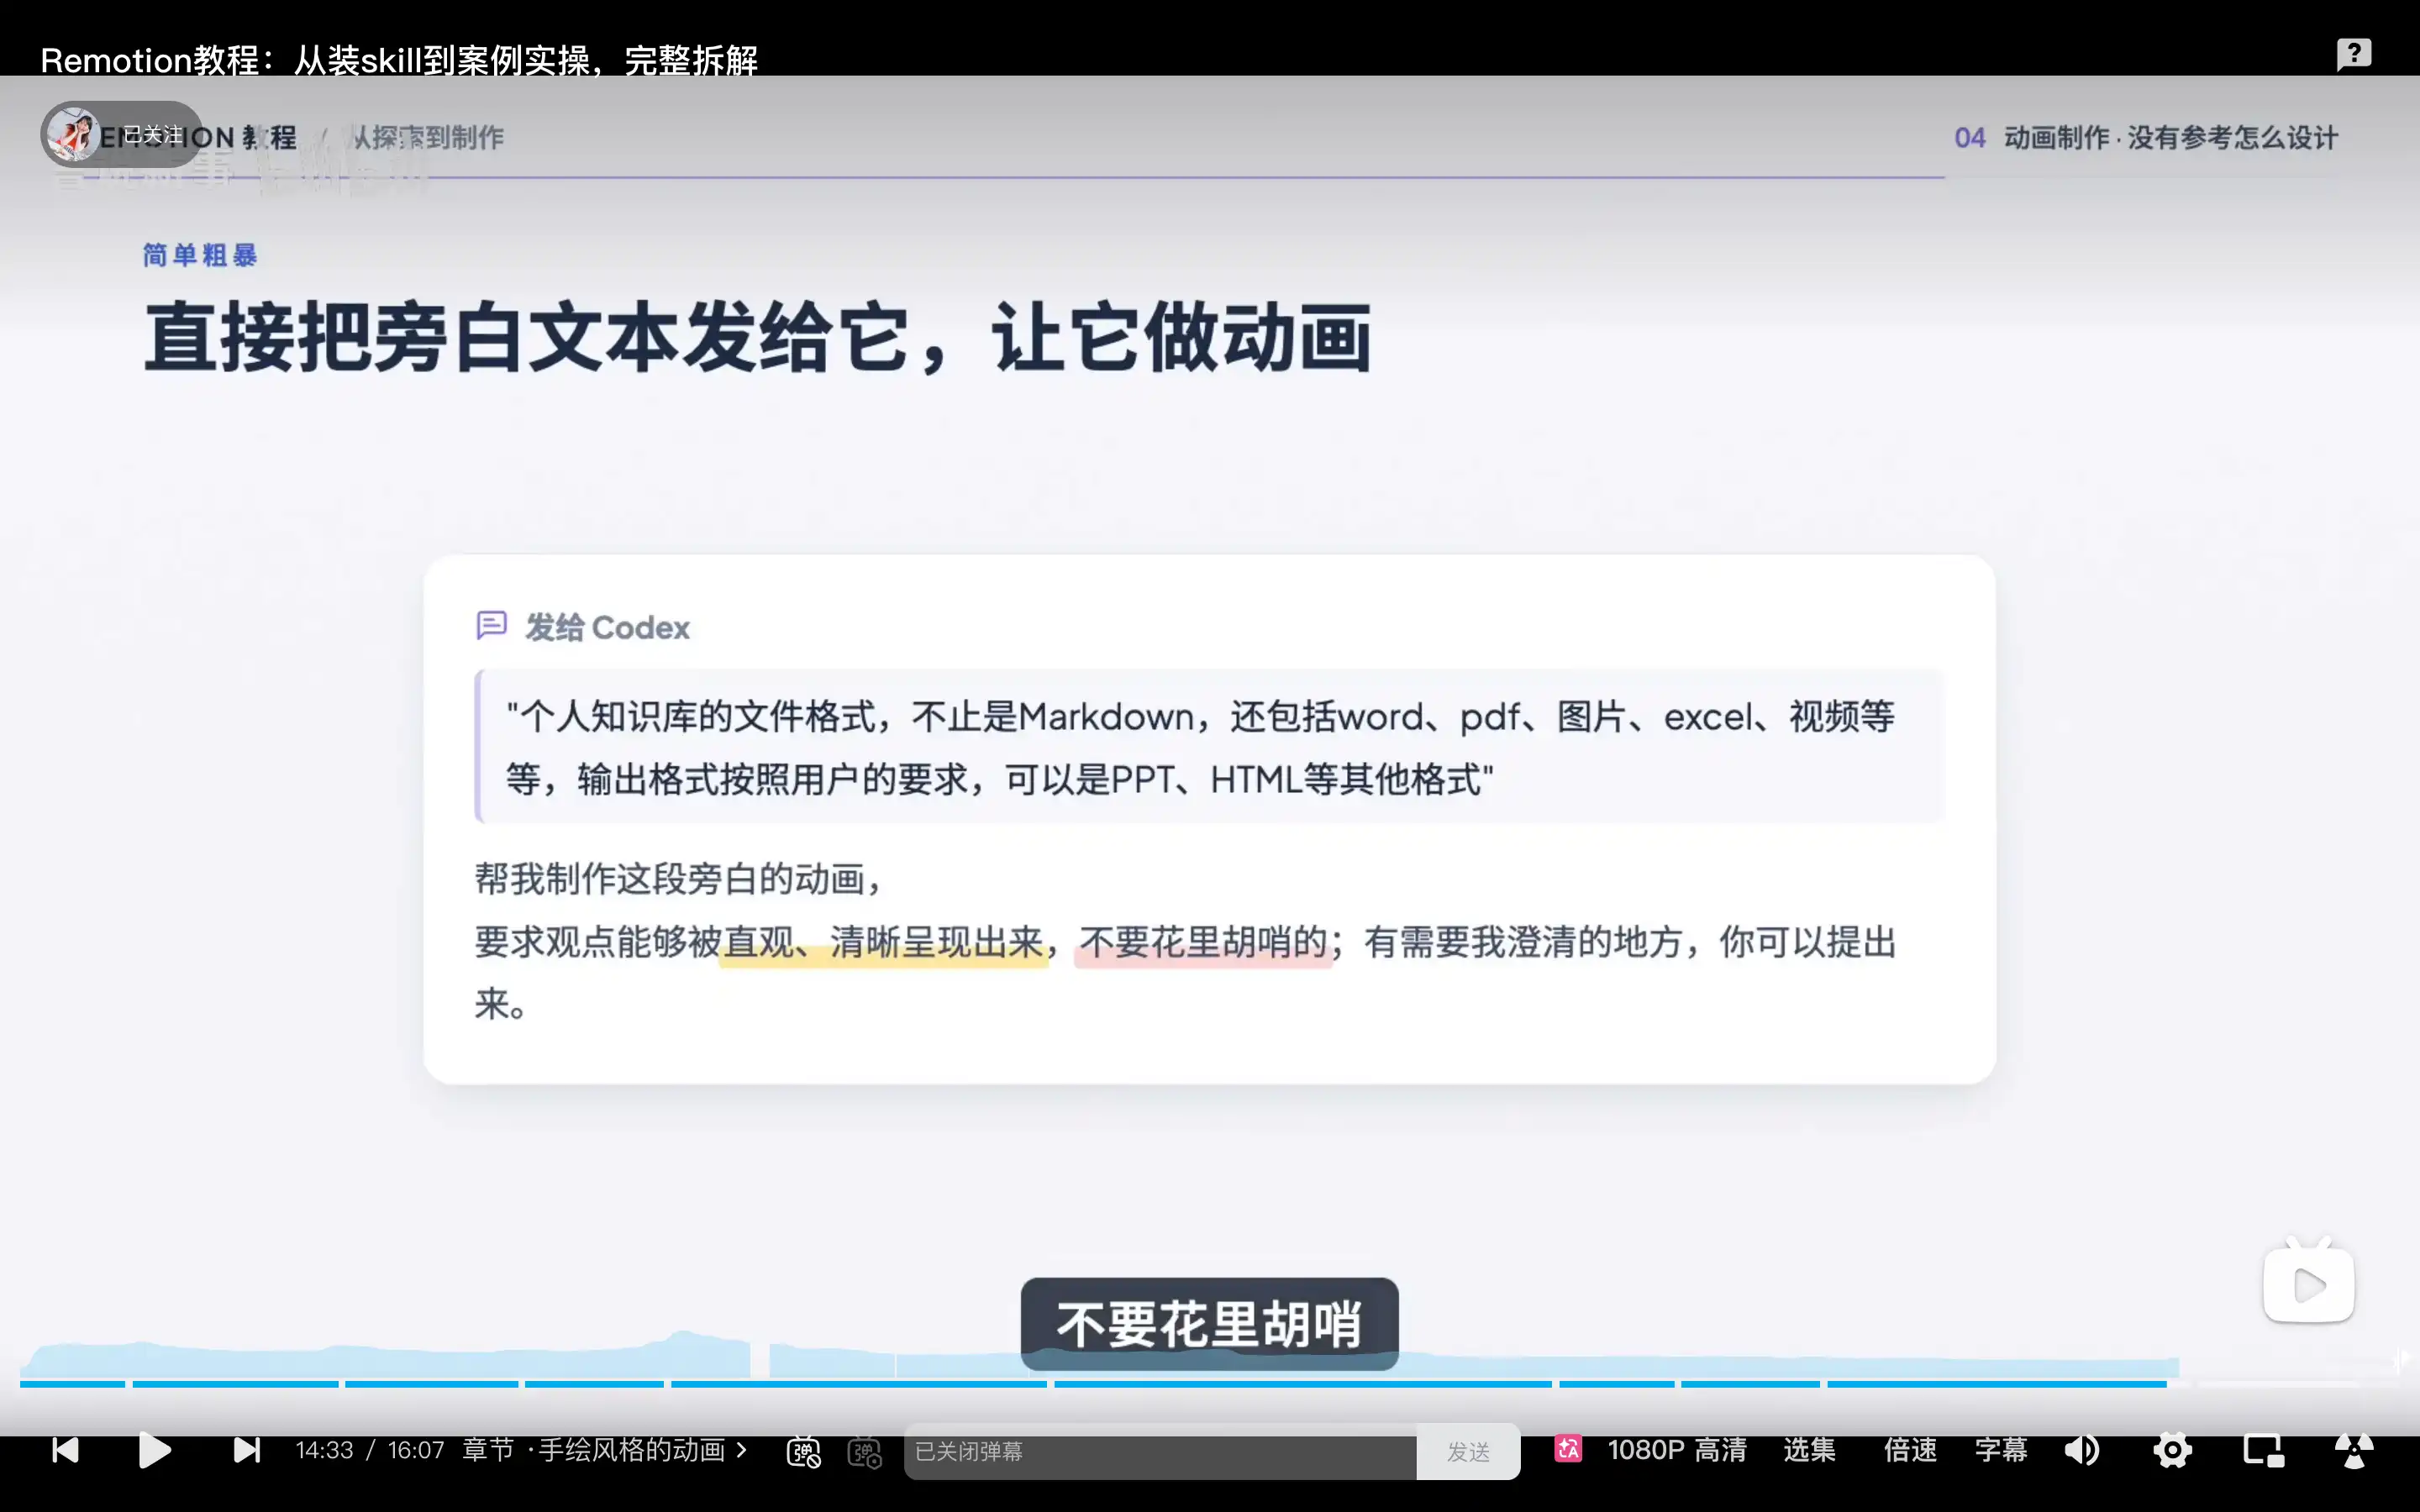 Remotion教程：从装skill到案例实操，完整拆解
已关注
EMOTION 教程 / 从探索到制作
04 动画制作 · 没有参考怎么设计
简单粗暴
直接把旁白文本发给它，让它做动画
发给 Codex
"个人知识库的文件格式，不止是Markdown，还包括word、pdf、图片、excel、视频等
等，输出格式按照用户的要求，可以是PPT、HTML等其他格式"
帮我制作这段旁白的动画，
要求观点能够被直观、清晰呈现出来，不要花里胡哨的；有需要我澄清的地方，你可以提出
来。
不要花里胡哨
14:33 / 16:07 章节 ·手绘风格的动画 已关闭弹幕 发送 1080P 高清 选集 倍速 字幕